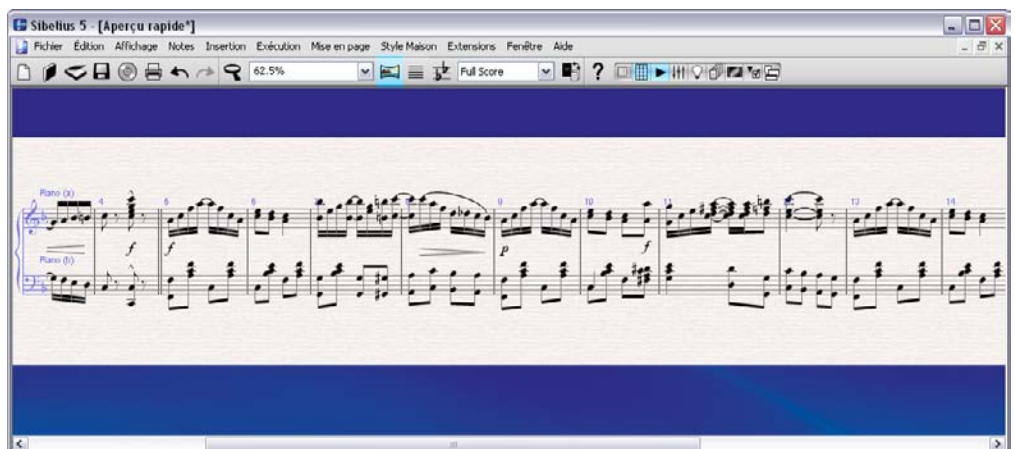 Sibelius 5 - [Aperçu rapide*]
Fichier Édition Affichage Notes Insertion Exécution Mise en page Style Maison Extensions Fenêtre Aide
62.5% Full Score ?
Piano (a)
4 5 6 7 8 9 10 11 12 13 14
f f p f
Piano (b)